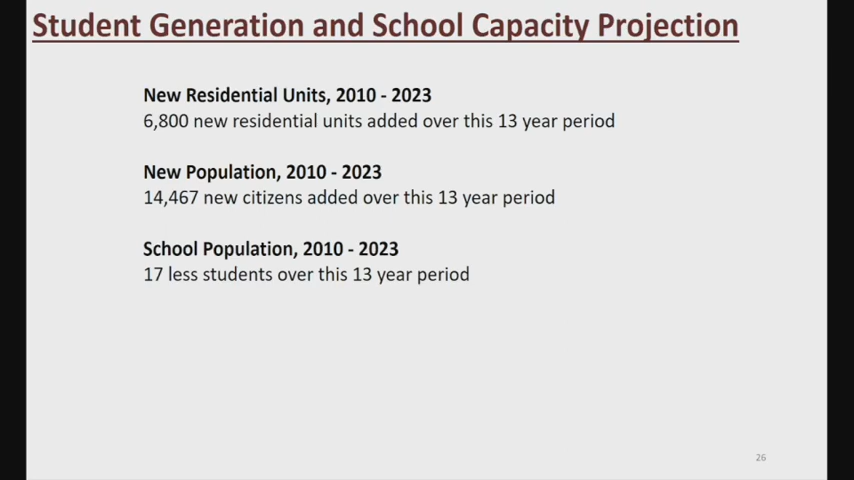 Student Generation and School Capacity Projection
New Residential Units, 2010 - 2023
6,800 new residential units added over this 13 year period
New Population, 2010 - 2023
14,467 new citizens added over this 13 year period
School Population, 2010 - 2023
17 less students over this 13 year period
26